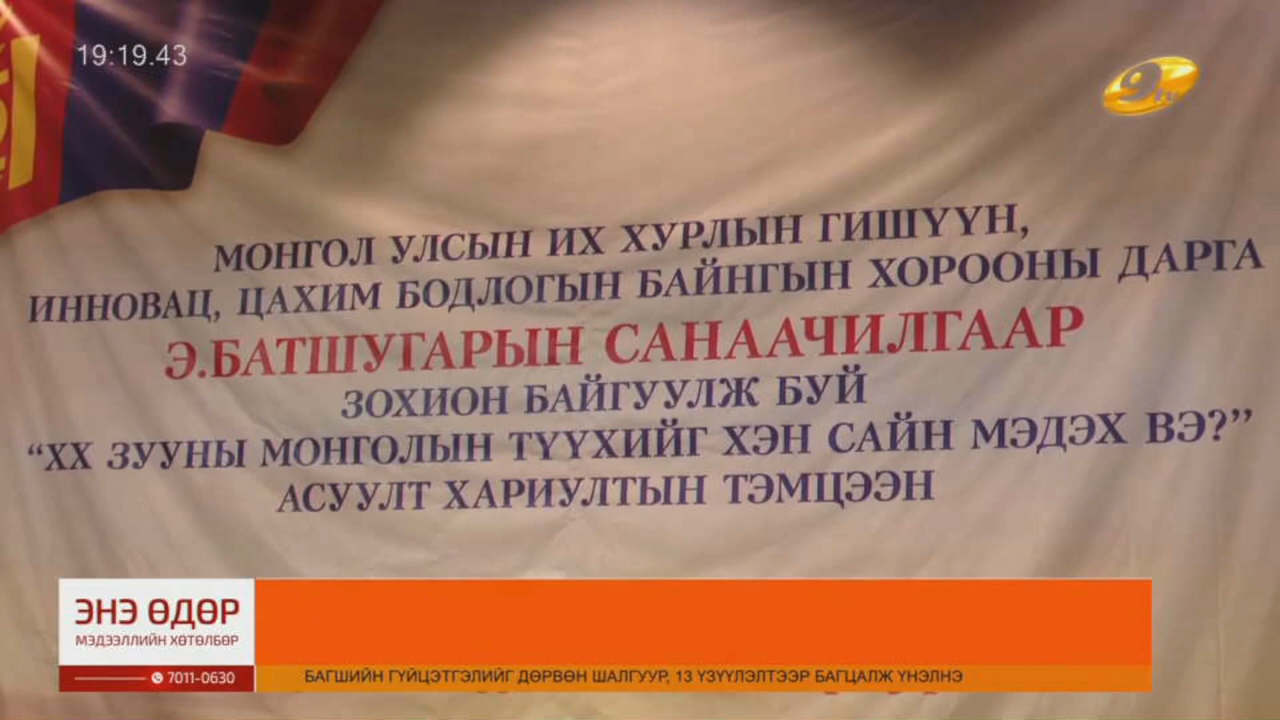 19:19.43
9tv
МОНГОЛ УЛСЫН ИХ ХУРЛЫН ГИШҮҮН,
ИННОВАЦ, ЦАХИМ БОДЛОГЫН БАЙНГЫН ХОРООНЫ ДАРГА
Э.БАТШУГАРЫН САНААЧИЛГААР
ЗОХИОН БАЙГУУЛЖ БУЙ
“ХХ ЗУУНЫ МОНГОЛЫН ТҮҮХИЙГ ХЭН САЙН МЭДЭХ ВЭ?”
АСУУЛТ ХАРИУЛТЫН ТЭМЦЭЭН
ЭНЭ ӨДӨР
МЭДЭЭЛЛИЙН ХӨТӨЛБӨР
7011-0630
БАГШИЙН ГҮЙЦЭТГЭЛИЙГ ДӨРВӨН ШАЛГУУР, 13 ҮЗҮҮЛЭЛТЭЭР БАГЦАЛЖ ҮНЭЛНЭ